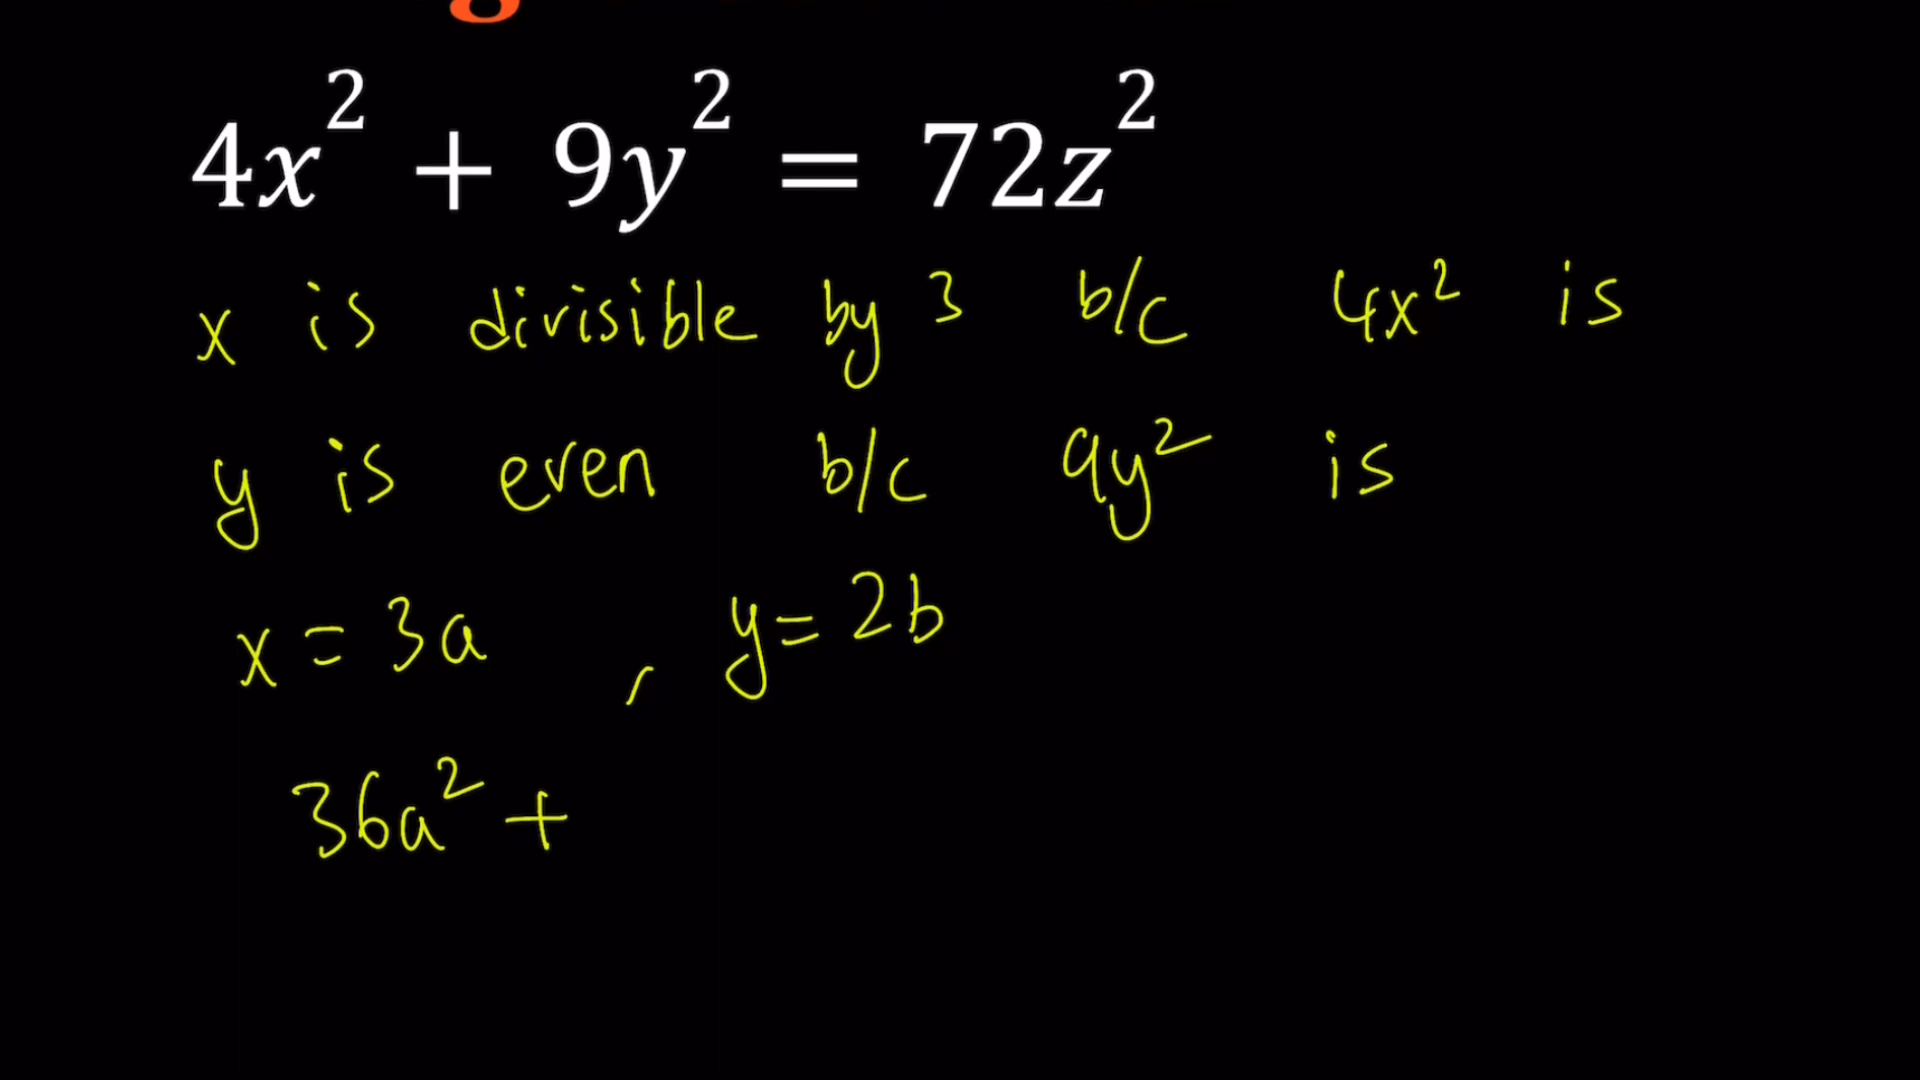 4x² + 9y² = 72z²
x is divisible by 3 b/c 4x² is
y is even b/c 9y² is
x = 3a , y = 2b
36a² +